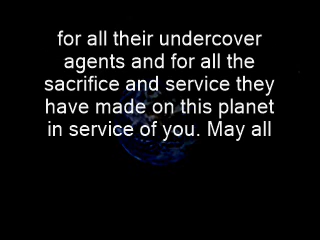 for all their undercover
agents and for all the
sacrifice and service they
have made on this planet
in service of you. May all